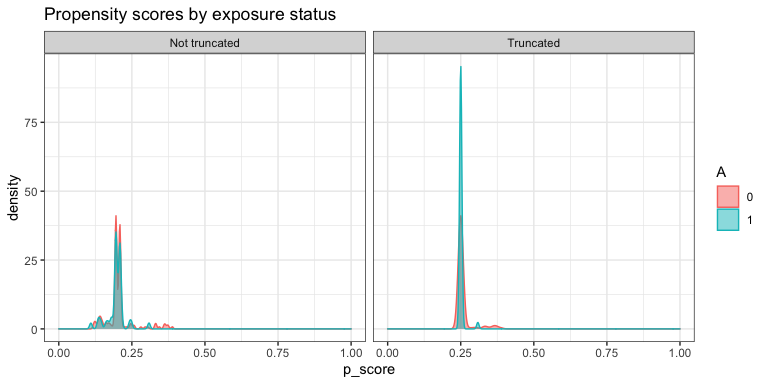 Propensity scores by exposure status
Not truncated
Truncated
75
50
25
0
density
0.00 0.25 0.50 0.75 1.00
0.00 0.25 0.50 0.75 1.00
p_score
A
0
1